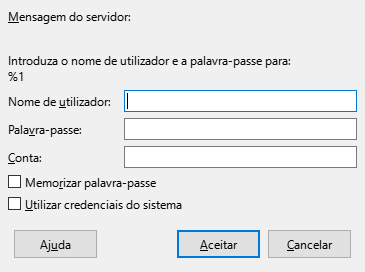 Mensagem do servidor:
Introduza o nome de utilizador e a palavra-passe para:
%1
Nome de utilizador:
Palavra-passe:
Conta:
Memorizar palavra-passe
Utilizar credenciais do sistema
Ajuda
Aceitar
Cancelar